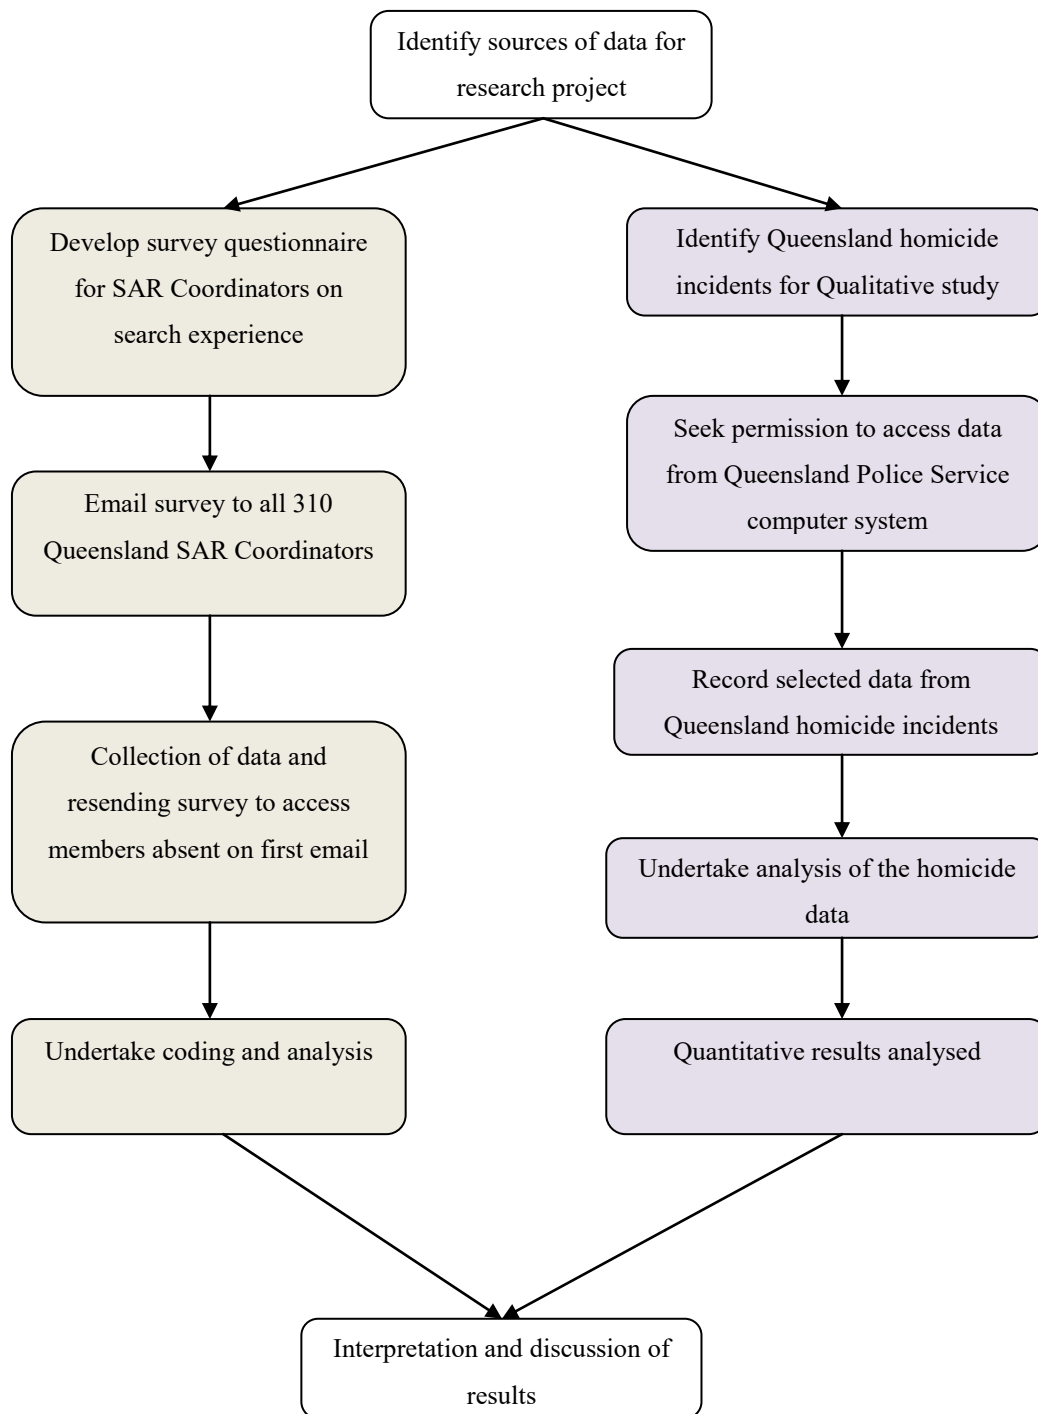 Identify sources of data for
research project
Develop survey questionnaire
for SAR Coordinators on
search experience
Email survey to all 310
Queensland SAR Coordinators
Collection of data and
resending survey to access
members absent on first email
Undertake coding and analysis
Identify Queensland homicide
incidents for Qualitative study
Seek permission to access data
from Queensland Police Service
computer system
Record selected data from
Queensland homicide incidents
Undertake analysis of the homicide
data
Quantitative results analysed
Interpretation and discussion of
results